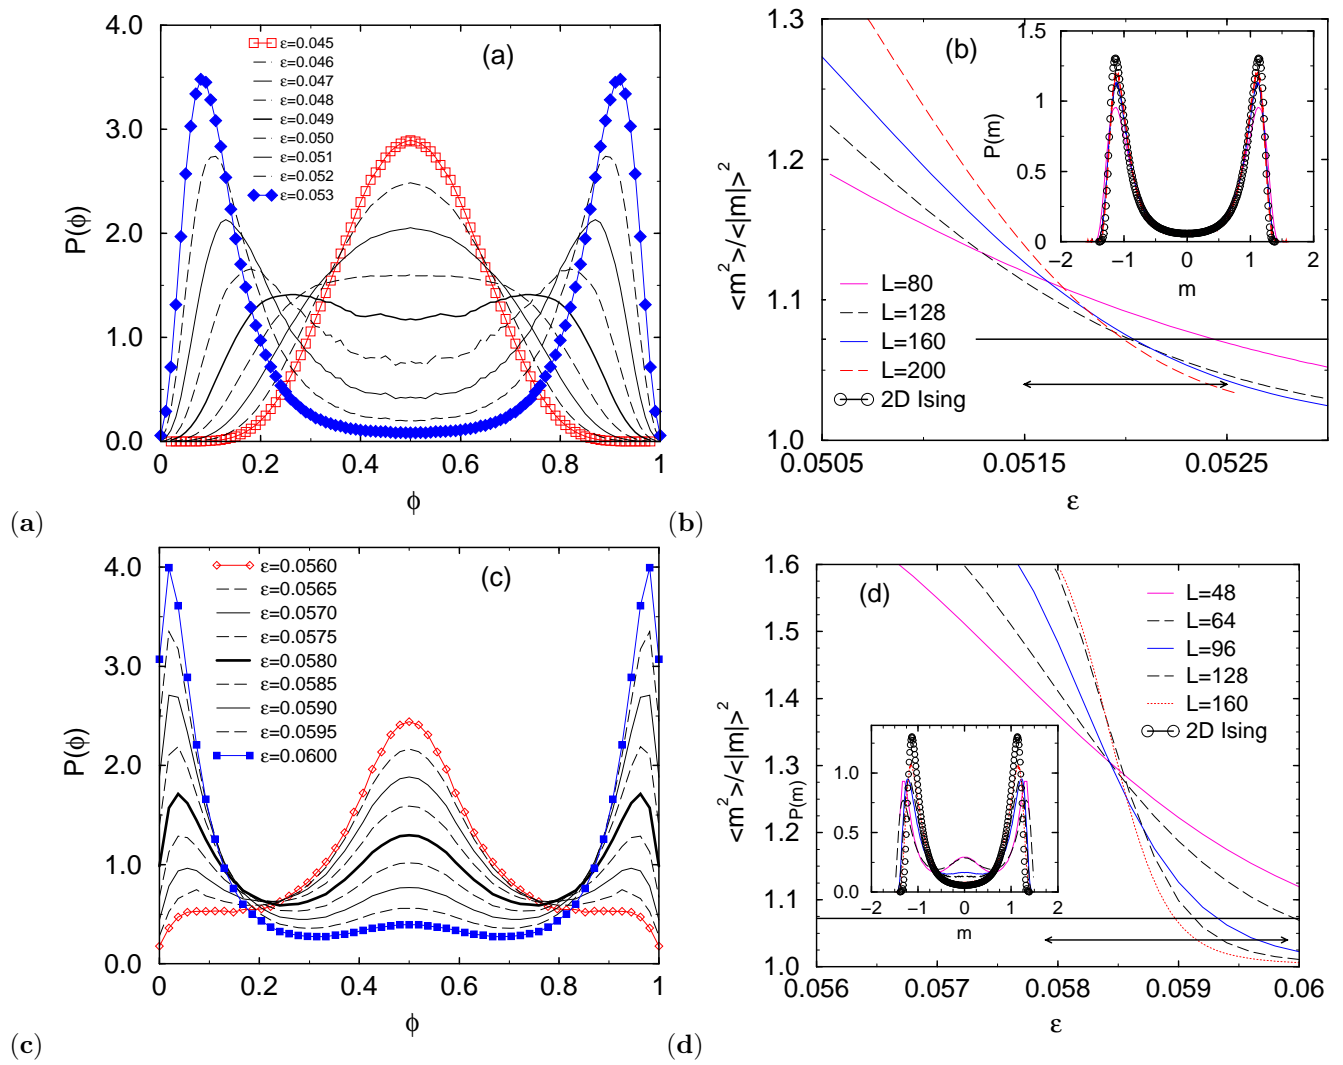 4.0
3.0
2.0
1.0
0.0
P(ϕ)
(a)
ε=0.045
ε=0.046
ε=0.047
ε=0.048
ε=0.049
ε=0.050
ε=0.051
ε=0.052
ε=0.053
0 0.2 0.4 0.6 0.8 1
ϕ
(a)
1.3
1.2
1.1
1.0
<m²>/<|m|>²
(b)
1.5
1
0.5
0
P(m)
−2 −1 0 1 2
m
L=80
L=128
L=160
L=200
2D Ising
0.0505 0.0515 0.0525
ε
(b)
4.0
3.0
2.0
1.0
0.0
P(ϕ)
(c)
ε=0.0560
ε=0.0565
ε=0.0570
ε=0.0575
ε=0.0580
ε=0.0585
ε=0.0590
ε=0.0595
ε=0.0600
0 0.2 0.4 0.6 0.8 1
ϕ
(c)
1.6
1.5
1.4
1.3
1.2
1.1
1.0
<m²>/<|m|>²
(d)
L=48
L=64
L=96
L=128
L=160
2D Ising
1.0
0.5
0.0
P(m)
−2 −1 0 1 2
m
0.056 0.057 0.058 0.059 0.06
ε
(d)